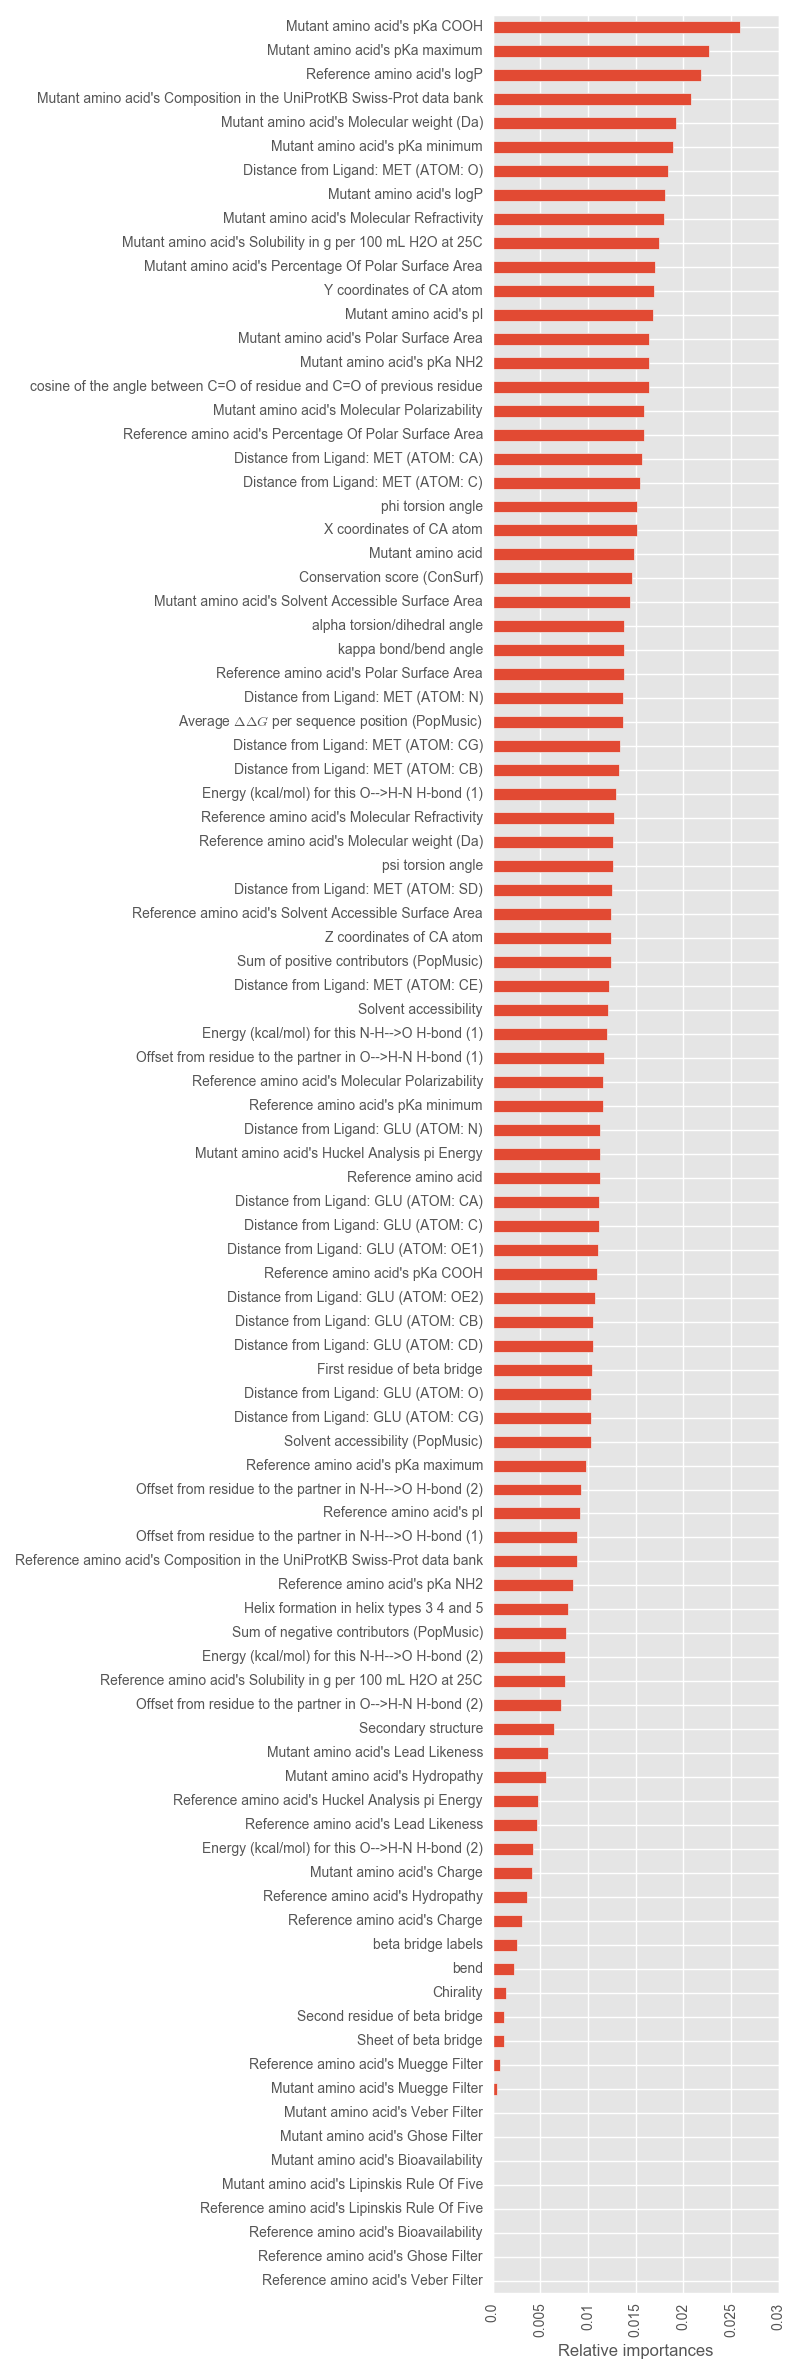 Mutant amino acid's pKa COOH
Mutant amino acid's pKa maximum
Reference amino acid's logP
Mutant amino acid's Composition in the UniProtKB Swiss-Prot data bank
Mutant amino acid's Molecular weight (Da)
Mutant amino acid's pKa minimum
Distance from Ligand: MET (ATOM: O)
Mutant amino acid's logP
Mutant amino acid's Molecular Refractivity
Mutant amino acid's Solubility in g per 100 mL H2O at 25C
Mutant amino acid's Percentage Of Polar Surface Area
Y coordinates of CA atom
Mutant amino acid's pI
Mutant amino acid's Polar Surface Area
Mutant amino acid's pKa NH2
cosine of the angle between C=O of residue and C=O of previous residue
Mutant amino acid's Molecular Polarizability
Reference amino acid's Percentage Of Polar Surface Area
Distance from Ligand: MET (ATOM: CA)
Distance from Ligand: MET (ATOM: C)
phi torsion angle
X coordinates of CA atom
Mutant amino acid
Conservation score (ConSurf)
Mutant amino acid's Solvent Accessible Surface Area
alpha torsion/dihedral angle
kappa bond/bend angle
Reference amino acid's Polar Surface Area
Distance from Ligand: MET (ATOM: N)
Average ΔΔG per sequence position (PopMusic)
Distance from Ligand: MET (ATOM: CG)
Distance from Ligand: MET (ATOM: CB)
Energy (kcal/mol) for this O-->H-N H-bond (1)
Reference amino acid's Molecular Refractivity
Reference amino acid's Molecular weight (Da)
psi torsion angle
Distance from Ligand: MET (ATOM: SD)
Reference amino acid's Solvent Accessible Surface Area
Z coordinates of CA atom
Sum of positive contributors (PopMusic)
Distance from Ligand: MET (ATOM: CE)
Solvent accessibility
Energy (kcal/mol) for this N-H-->O H-bond (1)
Offset from residue to the partner in O-->H-N H-bond (1)
Reference amino acid's Molecular Polarizability
Reference amino acid's pKa minimum
Distance from Ligand: GLU (ATOM: N)
Mutant amino acid's Huckel Analysis pi Energy
Reference amino acid
Distance from Ligand: GLU (ATOM: CA)
Distance from Ligand: GLU (ATOM: C)
Distance from Ligand: GLU (ATOM: OE1)
Reference amino acid's pKa COOH
Distance from Ligand: GLU (ATOM: OE2)
Distance from Ligand: GLU (ATOM: CB)
Distance from Ligand: GLU (ATOM: CD)
First residue of beta bridge
Distance from Ligand: GLU (ATOM: O)
Distance from Ligand: GLU (ATOM: CG)
Solvent accessibility (PopMusic)
Reference amino acid's pKa maximum
Offset from residue to the partner in N-H-->O H-bond (2)
Reference amino acid's pI
Offset from residue to the partner in N-H-->O H-bond (1)
Reference amino acid's Composition in the UniProtKB Swiss-Prot data bank
Reference amino acid's pKa NH2
Helix formation in helix types 3 4 and 5
Sum of negative contributors (PopMusic)
Energy (kcal/mol) for this N-H-->O H-bond (2)
Reference amino acid's Solubility in g per 100 mL H2O at 25C
Offset from residue to the partner in O-->H-N H-bond (2)
Secondary structure
Mutant amino acid's Lead Likeness
Mutant amino acid's Hydropathy
Reference amino acid's Huckel Analysis pi Energy
Reference amino acid's Lead Likeness
Energy (kcal/mol) for this O-->H-N H-bond (2)
Mutant amino acid's Charge
Reference amino acid's Hydropathy
Reference amino acid's Charge
beta bridge labels
bend
Chirality
Second residue of beta bridge
Sheet of beta bridge
Reference amino acid's Muegge Filter
Mutant amino acid's Muegge Filter
Mutant amino acid's Veber Filter
Mutant amino acid's Ghose Filter
Mutant amino acid's Bioavailability
Mutant amino acid's Lipinskis Rule Of Five
Reference amino acid's Lipinskis Rule Of Five
Reference amino acid's Bioavailability
Reference amino acid's Ghose Filter
Reference amino acid's Veber Filter
0.0
0.005
0.01
0.015
0.02
0.025
0.03
Relative importances